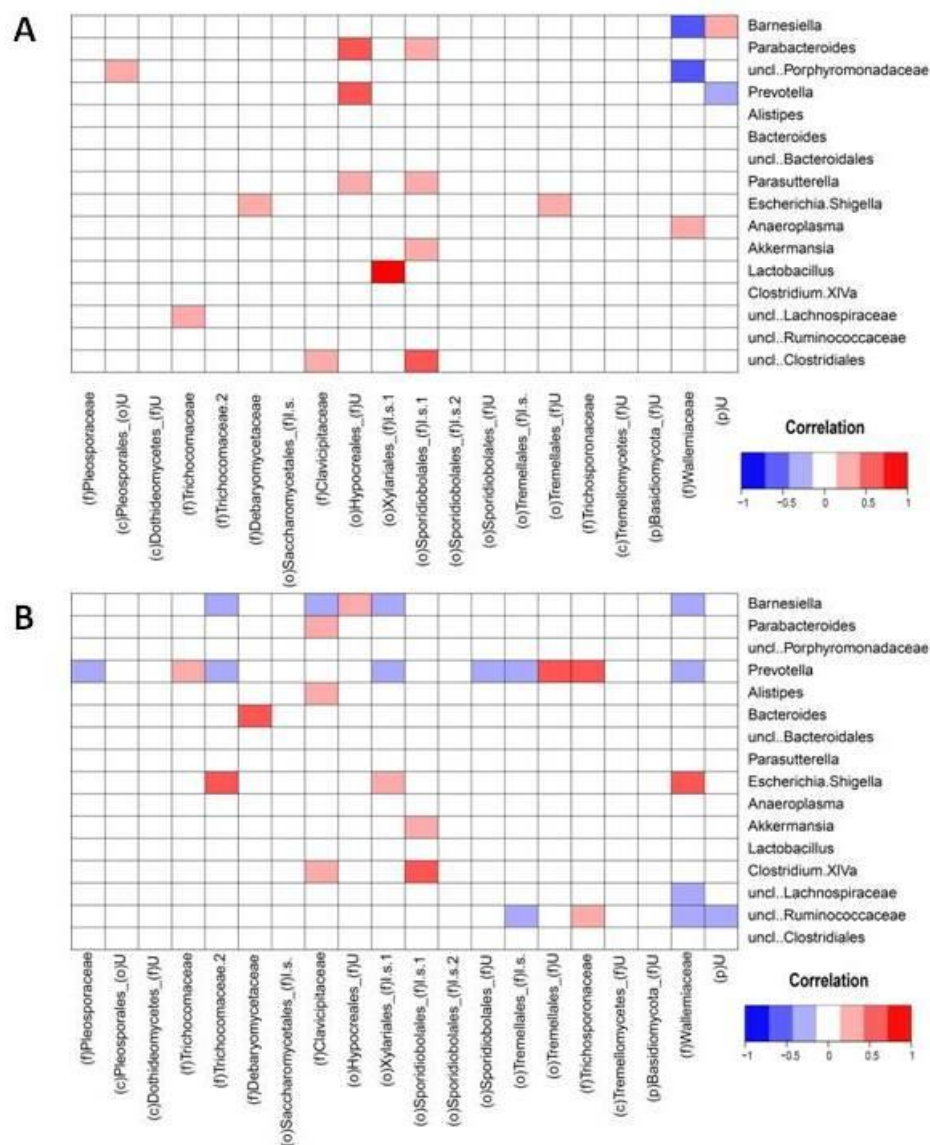 A
Barnesiella
Parabacteroides
uncl..Porphyromonadaceae
Prevotella
Alistipes
Bacteroides
uncl..Bacteroidales
Parasutterella
Escherichia.Shigella
Anaeroplasma
Akkermansia
Lactobacillus
Clostridium.XIVa
uncl..Lachnospiraceae
uncl..Ruminococcaceae
uncl..Clostridiales
(f)Pleosporaceae
(c)Pleosporales_(o)U
(c)Dothideomycetes_(f)U
(f)Trichocomaceae
(f)Trichocomaceae.2
(f)Debaryomycetaceae
(o)Saccharomycetales_(f)I.s.
(f)Clavicipitaceae
(o)Hypocreales_(f)U
(o)Xylariales_(f)I.s.1
(o)Sporidiobolales_(f)I.s.1
(o)Sporidiobolales_(f)I.s.2
(o)Sporidiobolales_(f)U
(o)Tremellales_(f)I.s.
(o)Tremellales_(f)U
(f)Trichosporonaceae
(c)Tremellomycetes_(f)U
(p)Basidiomycota_(f)U
(f)Wallemiaceae
(p)U
Correlation
−1 −0.5 0 0.5 1
B
Barnesiella
Parabacteroides
uncl..Porphyromonadaceae
Prevotella
Alistipes
Bacteroides
uncl..Bacteroidales
Parasutterella
Escherichia.Shigella
Anaeroplasma
Akkermansia
Lactobacillus
Clostridium.XIVa
uncl..Lachnospiraceae
uncl..Ruminococcaceae
uncl..Clostridiales
(f)Pleosporaceae
(c)Pleosporales_(o)U
(c)Dothideomycetes_(f)U
(f)Trichocomaceae
(f)Trichocomaceae.2
(f)Debaryomycetaceae
(o)Saccharomycetales_(f)I.s.
(f)Clavicipitaceae
(o)Hypocreales_(f)U
(o)Xylariales_(f)I.s.1
(o)Sporidiobolales_(f)I.s.1
(o)Sporidiobolales_(f)I.s.2
(o)Sporidiobolales_(f)U
(o)Tremellales_(f)I.s.
(o)Tremellales_(f)U
(f)Trichosporonaceae
(c)Tremellomycetes_(f)U
(p)Basidiomycota_(f)U
(f)Wallemiaceae
(p)U
Correlation
−1 −0.5 0 0.5 1